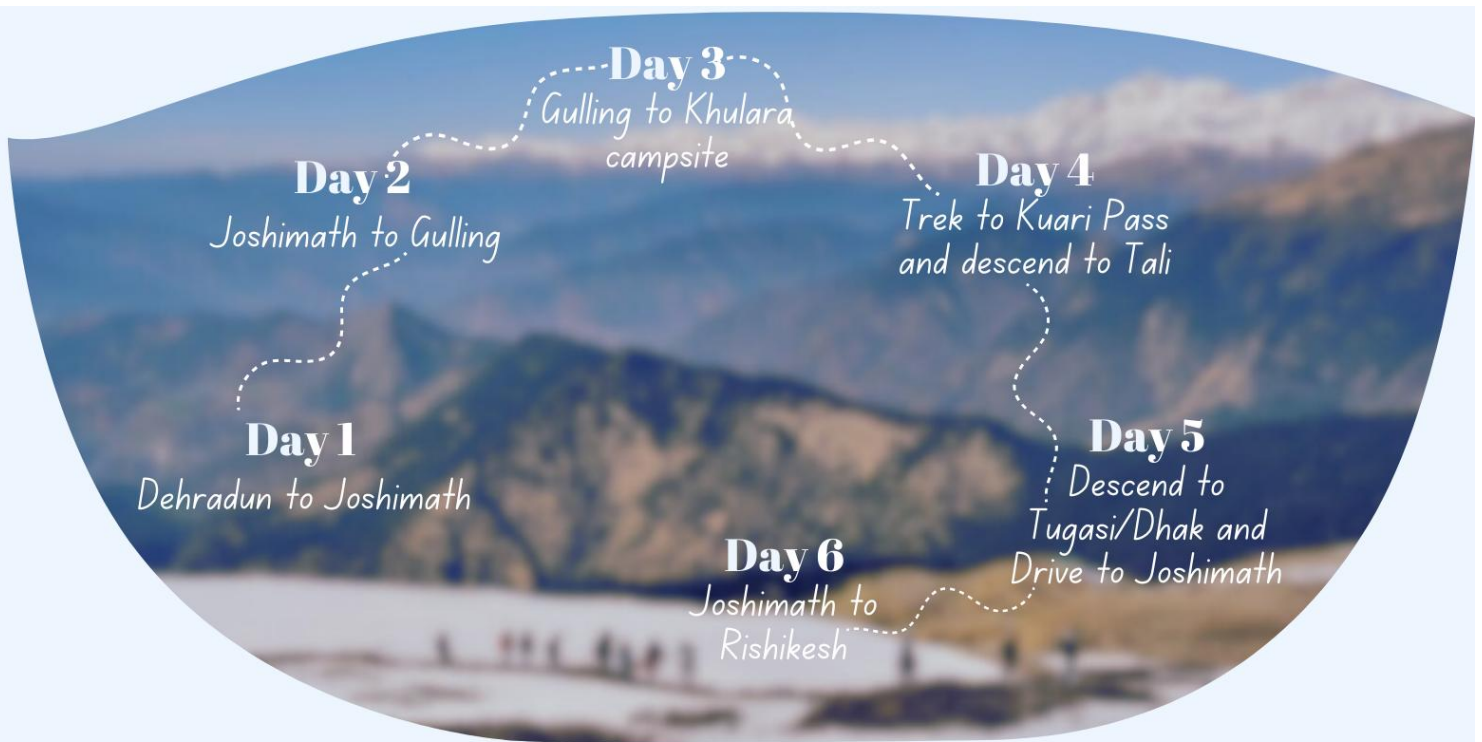 Day 1
Dehradun to Joshimath
Day 2
Joshimath to Gulling
Day 3
Gulling to Khulara
campsite
Day 4
Trek to Kuari Pass
and descend to Tali
Day 5
Descend to
Tugasi/Dhak and
Drive to Joshimath
Day 6
Joshimath to
Rishikesh